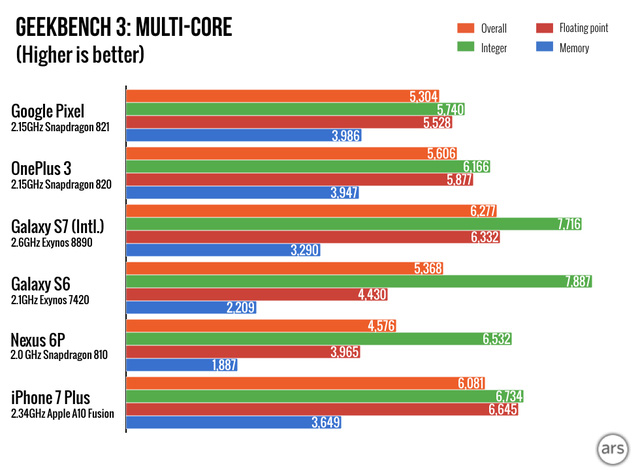 GEEKBENCH 3: MULTI-CORE
(Higher is better)
Overall
Floating point
Integer
Memory
Google Pixel
2.15GHz Snapdragon 821
5,304
5,740
5,528
3,986
OnePlus 3
2.15GHz Snapdragon 820
5,606
6,166
5,877
3,947
Galaxy S7 (Intl.)
2.6GHz Exynos 8890
6,277
7,716
6,332
3,290
Galaxy S6
2.1GHz Exynos 7420
5,368
7,887
4,430
2,209
Nexus 6P
2.0 GHz Snapdragon 810
4,576
6,532
3,965
1,887
iPhone 7 Plus
2.34GHz Apple A10 Fusion
6,081
6,734
6,645
3,649
ars